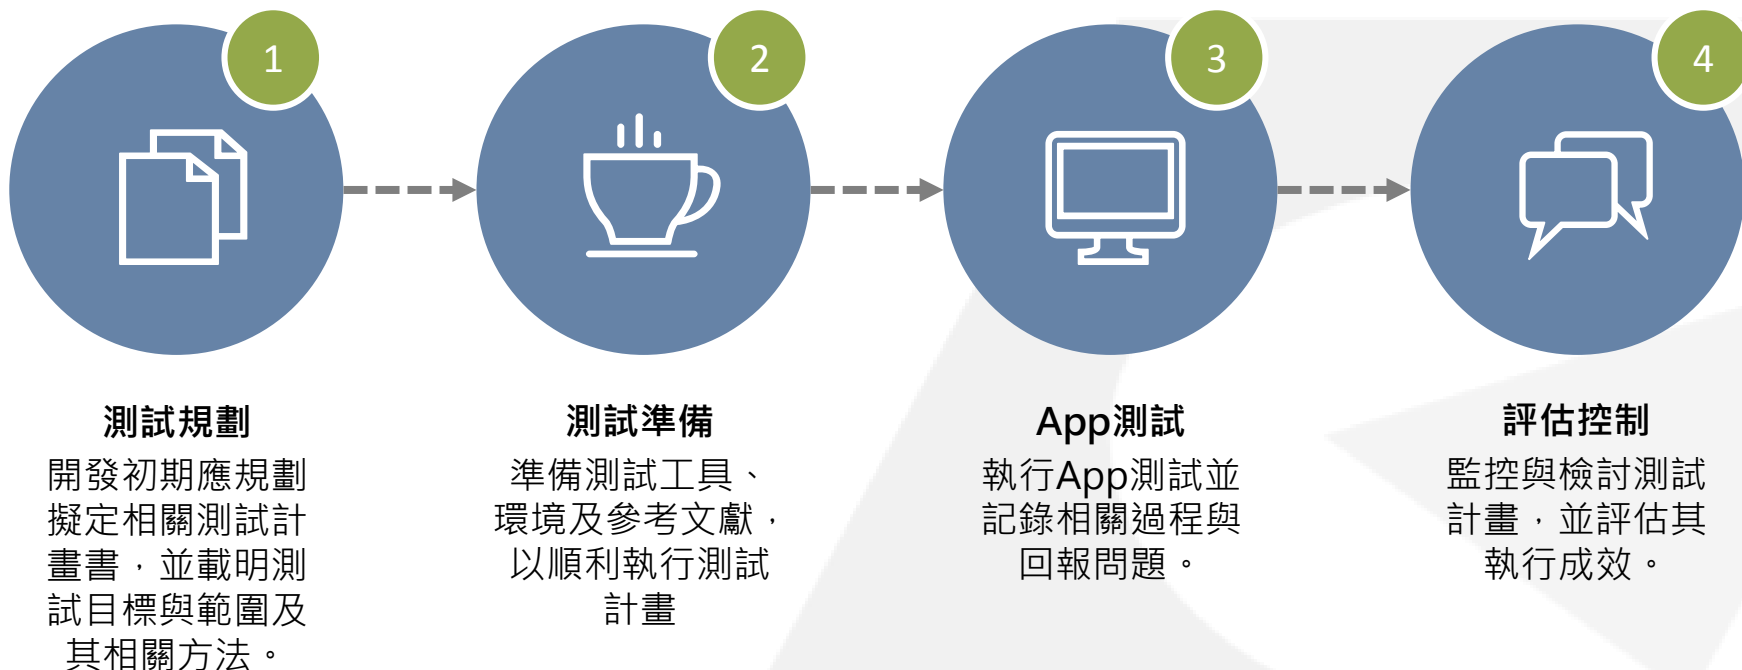 1
測試規劃
開發初期應規劃
擬定相關測試計
畫書，並載明測
試目標與範圍及
其相關方法。
2
測試準備
準備測試工具、
環境及參考文獻，
以順利執行測試
計畫
3
App測試
執行App測試並
記錄相關過程與
回報問題。
4
評估控制
監控與檢討測試
計畫，並評估其
執行成效。